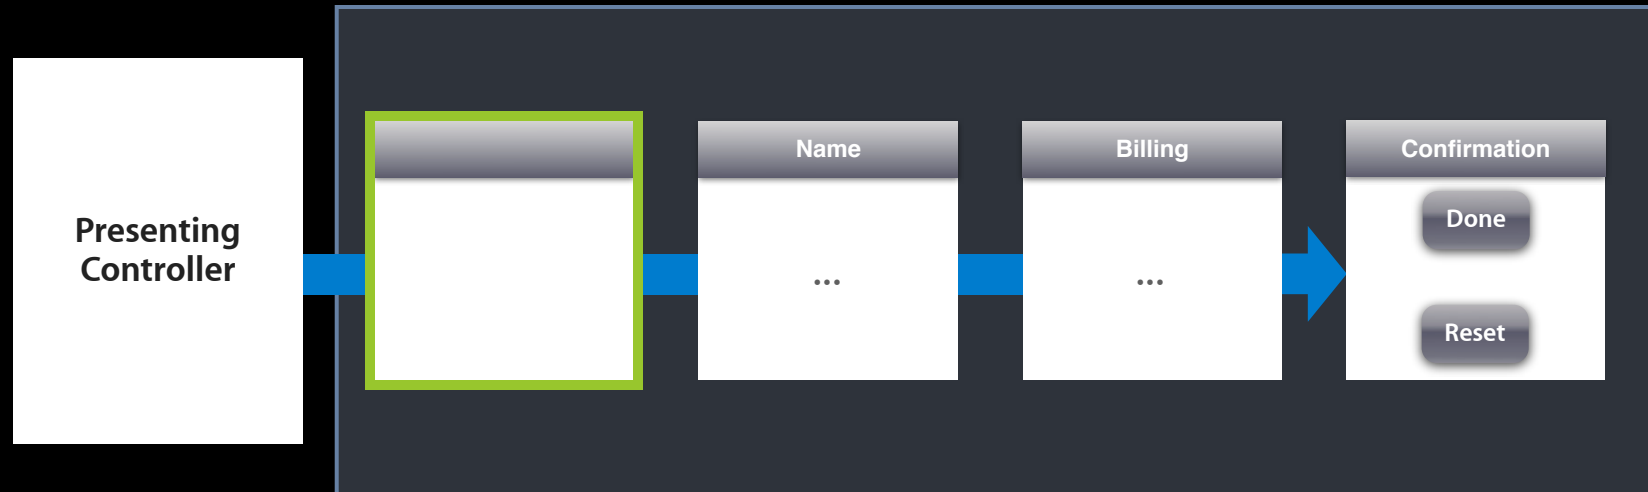 Presenting
Controller
Name
...
Billing
...
Confirmation
Done
Reset